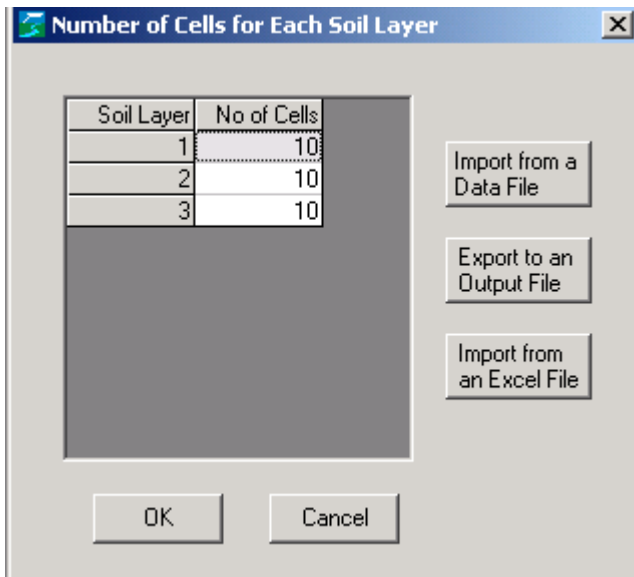 Number of Cells for Each Soil Layer
Soil Layer No of Cells
1 10
2 10
3 10
Import from a
Data File
Export to an
Output File
Import from
an Excel File
OK Cancel